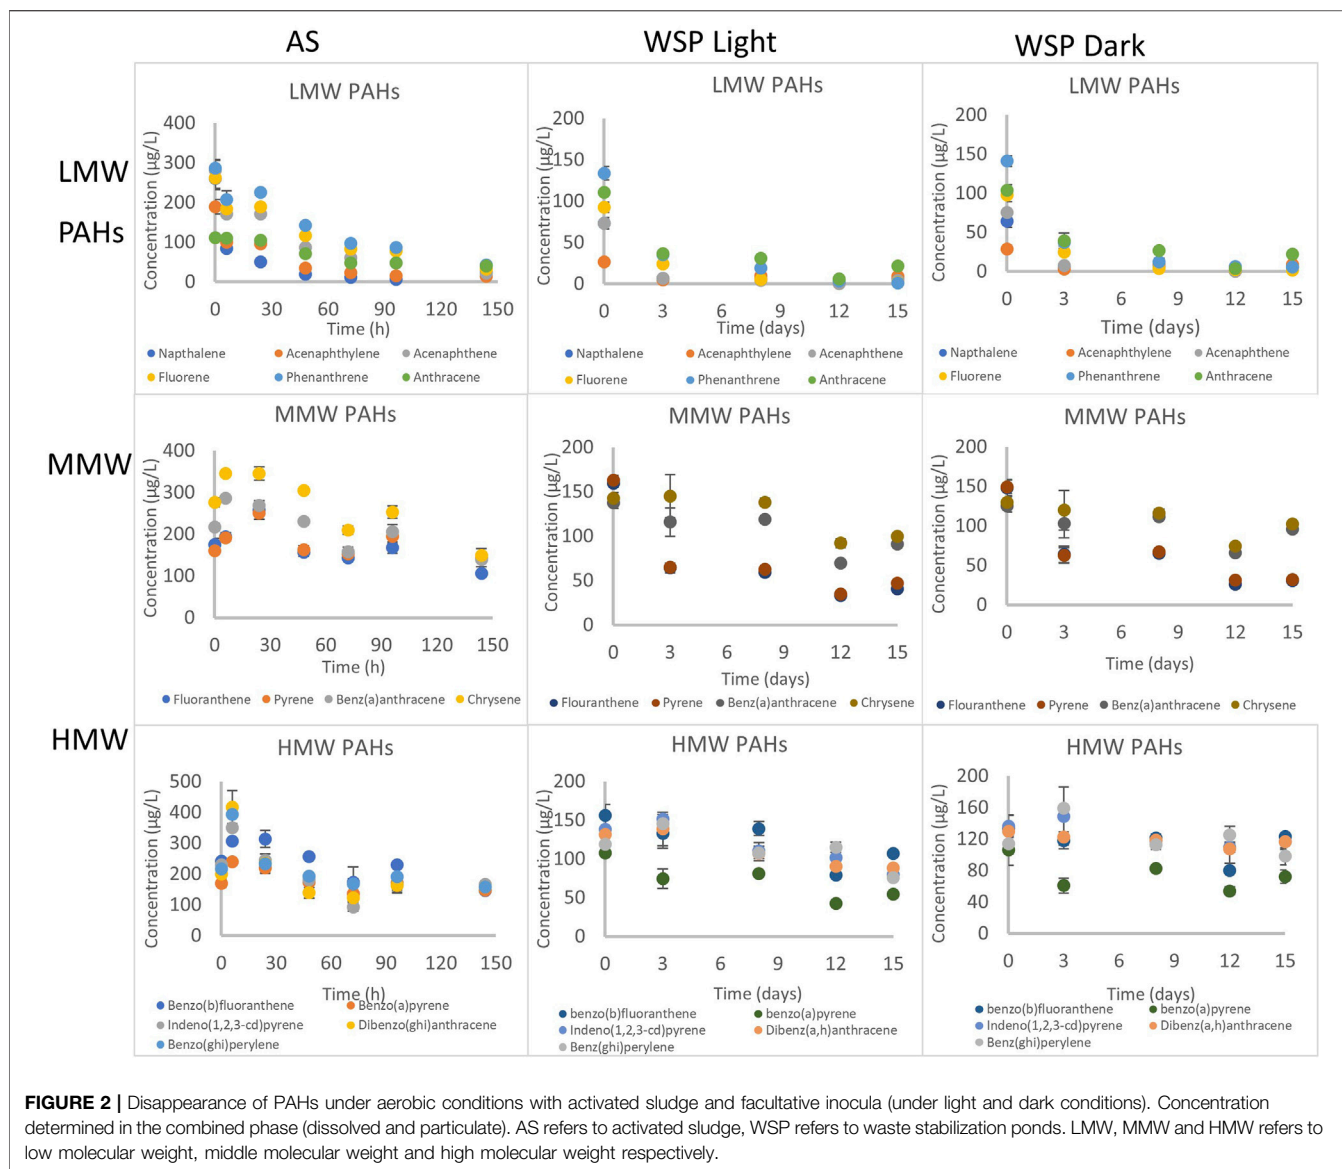 AS
WSP Light
WSP Dark
LMW
PAHs
LMW PAHs
Concentration (µg/L)
400
300
200
100
0
0 30 60 90 120 150
Time (h)
Napthalene Acenaphthylene Acenaphthene
Fluorene Phenanthrene Anthracene
LMW PAHs
Concentration (µg/L)
200
150
100
50
0
0 3 6 9 12 15
Time (days)
Napthalene Acenaphthylene Acenaphthene
Fluorene Phenanthrene Anthracene
LMW PAHs
Concentration (µg/L)
200
150
100
50
0
0 3 6 9 12 15
Time (days)
Napthalene Acenaphthylene Acenaphthene
Fluorene Phenanthrene Anthracene
MMW
MMW PAHs
Concentration (µg/L)
400
300
200
100
0
0 30 60 90 120 150
Time (h)
Fluoranthene Pyrene Benz(a)anthracene Chrysene
MMW PAHs
Concentration (µg/L)
200
150
100
50
0
0 3 6 9 12 15
Time (days)
Flouranthene Pyrene Benz(a)anthracene Chrysene
MMW PAHs
Concentration (µg/L)
200
150
100
50
0
0 3 6 9 12 15
Time (days)
Flouranthene Pyrene Benz(a)anthracene Chrysene
HMW
HMW PAHs
Concentration (µg/L)
500
400
300
200
100
0
0 30 60 90 120 150
Time (h)
Benzo(b)fluoranthene Benzo(a)pyrene
Indeno(1,2,3-cd)pyrene Dibenzo(ghi)anthracene
Benzo(ghi)perylene
HMW PAHs
Concentration (µg/L)
200
150
100
50
0
0 3 6 9 12 15
Time (days)
benzo(b)fluoranthene benzo(a)pyrene
Indeno(1,2,3-cd)pyrene Dibenz(a,h)anthracene
Benz(ghi)perylene
HMW PAHs
Concentration (µg/L)
200
160
120
80
40
0
0 3 6 9 12 15
Time (days)
benzo(b)fluoranthene benzo(a)pyrene
Indeno(1,2,3-cd)pyrene Dibenz(a,h)anthracene
Benz(ghi)perylene
FIGURE 2 | Disappearance of PAHs under aerobic conditions with activated sludge and facultative inocula (under light and dark conditions). Concentration
determined in the combined phase (dissolved and particulate). AS refers to activated sludge, WSP refers to waste stabilization ponds. LMW, MMW and HMW refers to
low molecular weight, middle molecular weight and high molecular weight respectively.